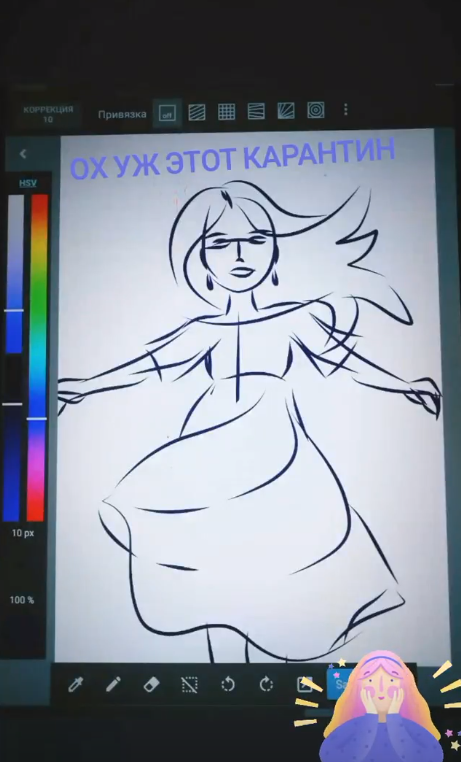 КОРРЕКЦИЯ
10
Привязка off
HSV
ОХ УЖ ЭТОТ КАРАНТИН
10 px
100 %